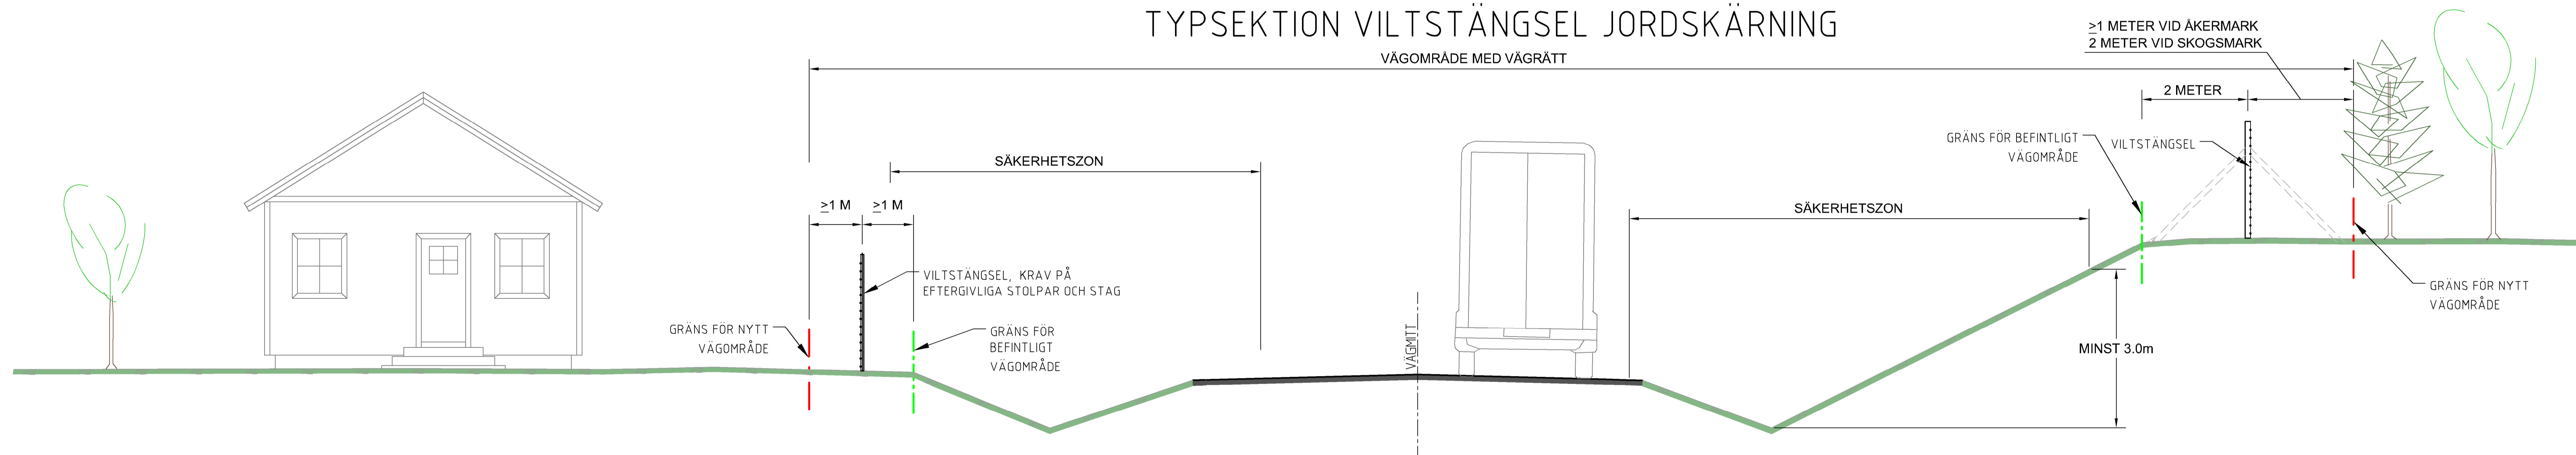 TYPSEKTION VILTSTÄNGSEL JORDSKÄRNING
VÄGOMRÅDE MED VÄGRÄTT
≥1 METER VID ÅKERMARK
2 METER VID SKOGSMARK
2 METER
GRÄNS FÖR BEFINTLIGT
VÄGOMRÅDE
VILTSTÄNGSEL
SÄKERHETSZON
≥1 M
≥1 M
SÄKERHETSZON
VILTSTÄNGSEL, KRAV PÅ
EFTERGIVLIGA STOLPAR OCH STAG
GRÄNS FÖR NYTT
VÄGOMRÅDE
GRÄNS FÖR
BEFINTLIGT
VÄGOMRÅDE
VÄGMITT
MINST 3.0m
GRÄNS FÖR NYTT
VÄGOMRÅDE